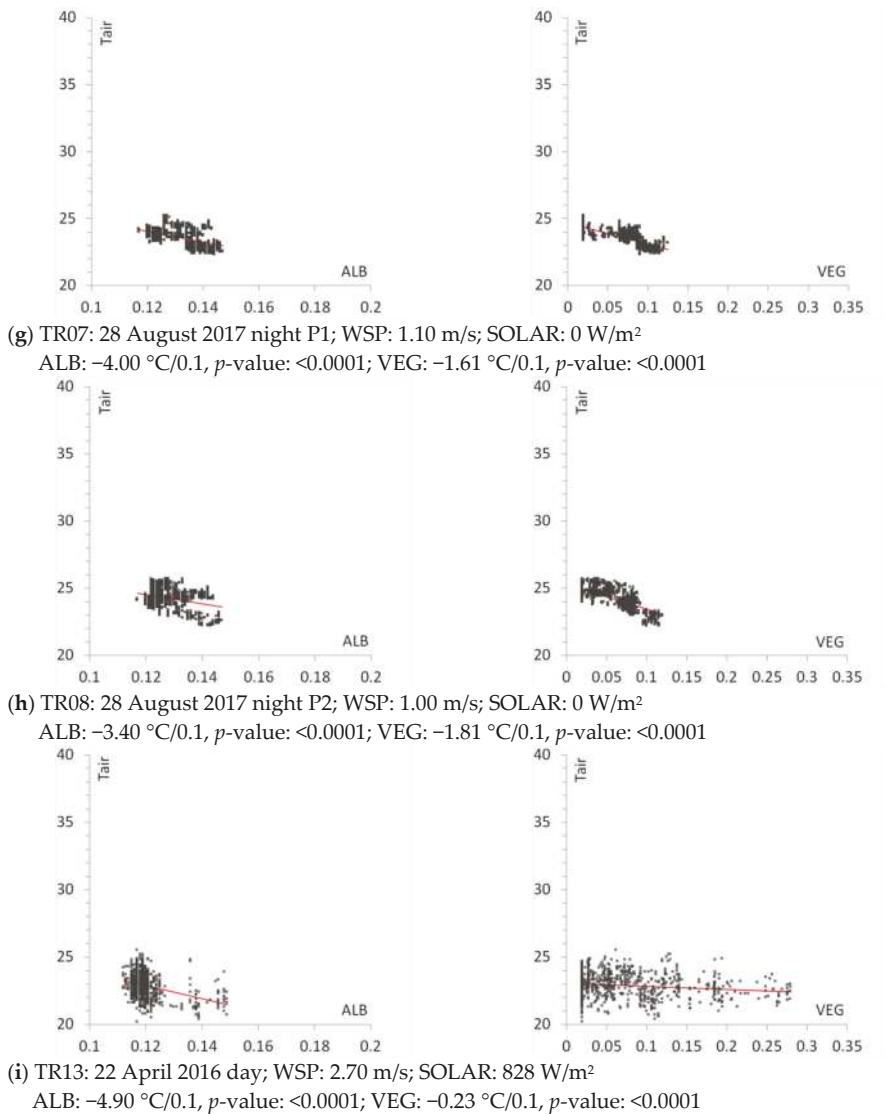 40
Tair
35
30
25
20
ALB
0.1 0.12 0.14 0.16 0.18 0.2
40
Tair
35
30
25
20
VEG
0 0.05 0.1 0.15 0.2 0.25 0.3 0.35
(g) TR07: 28 August 2017 night P1; WSP: 1.10 m/s; SOLAR: 0 W/m²
ALB: −4.00 °C/0.1, p-value: <0.0001; VEG: −1.61 °C/0.1, p-value: <0.0001
40
Tair
35
30
25
20
ALB
0.1 0.12 0.14 0.16 0.18 0.2
40
Tair
35
30
25
20
VEG
0 0.05 0.1 0.15 0.2 0.25 0.3 0.35
(h) TR08: 28 August 2017 night P2; WSP: 1.00 m/s; SOLAR: 0 W/m²
ALB: −3.40 °C/0.1, p-value: <0.0001; VEG: −1.81 °C/0.1, p-value: <0.0001
40
Tair
35
30
25
20
ALB
0.1 0.12 0.14 0.16 0.18 0.2
40
Tair
35
30
25
20
VEG
0 0.05 0.1 0.15 0.2 0.25 0.3 0.35
(i) TR13: 22 April 2016 day; WSP: 2.70 m/s; SOLAR: 828 W/m²
ALB: −4.90 °C/0.1, p-value: <0.0001; VEG: −0.23 °C/0.1, p-value: <0.0001